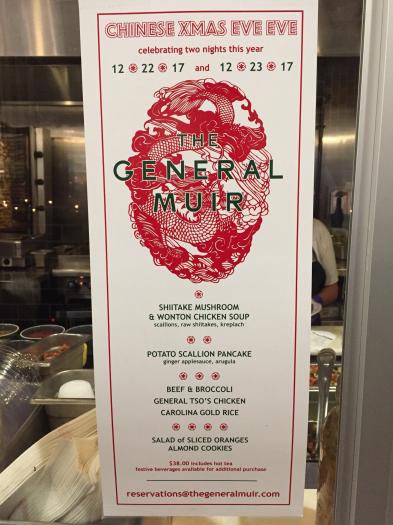 CHINESE XMAS EVE EVE
celebrating two nights this year
12 22 17 and 12 23 17
THE
GENERAL
MUIR
SHIITAKE MUSHROOM
& WONTON CHICKEN SOUP
scallions, raw shiitakes, kreplach
POTATO SCALLION PANCAKE
ginger applesauce, arugula
BEEF & BROCCOLI
GENERAL TSO'S CHICKEN
CAROLINA GOLD RICE
SALAD of SLICED ORANGES
ALMOND COOKIES
$38.00 includes hot tea
festive beverages available for additional purchase
reservations@thegeneralmuir.com